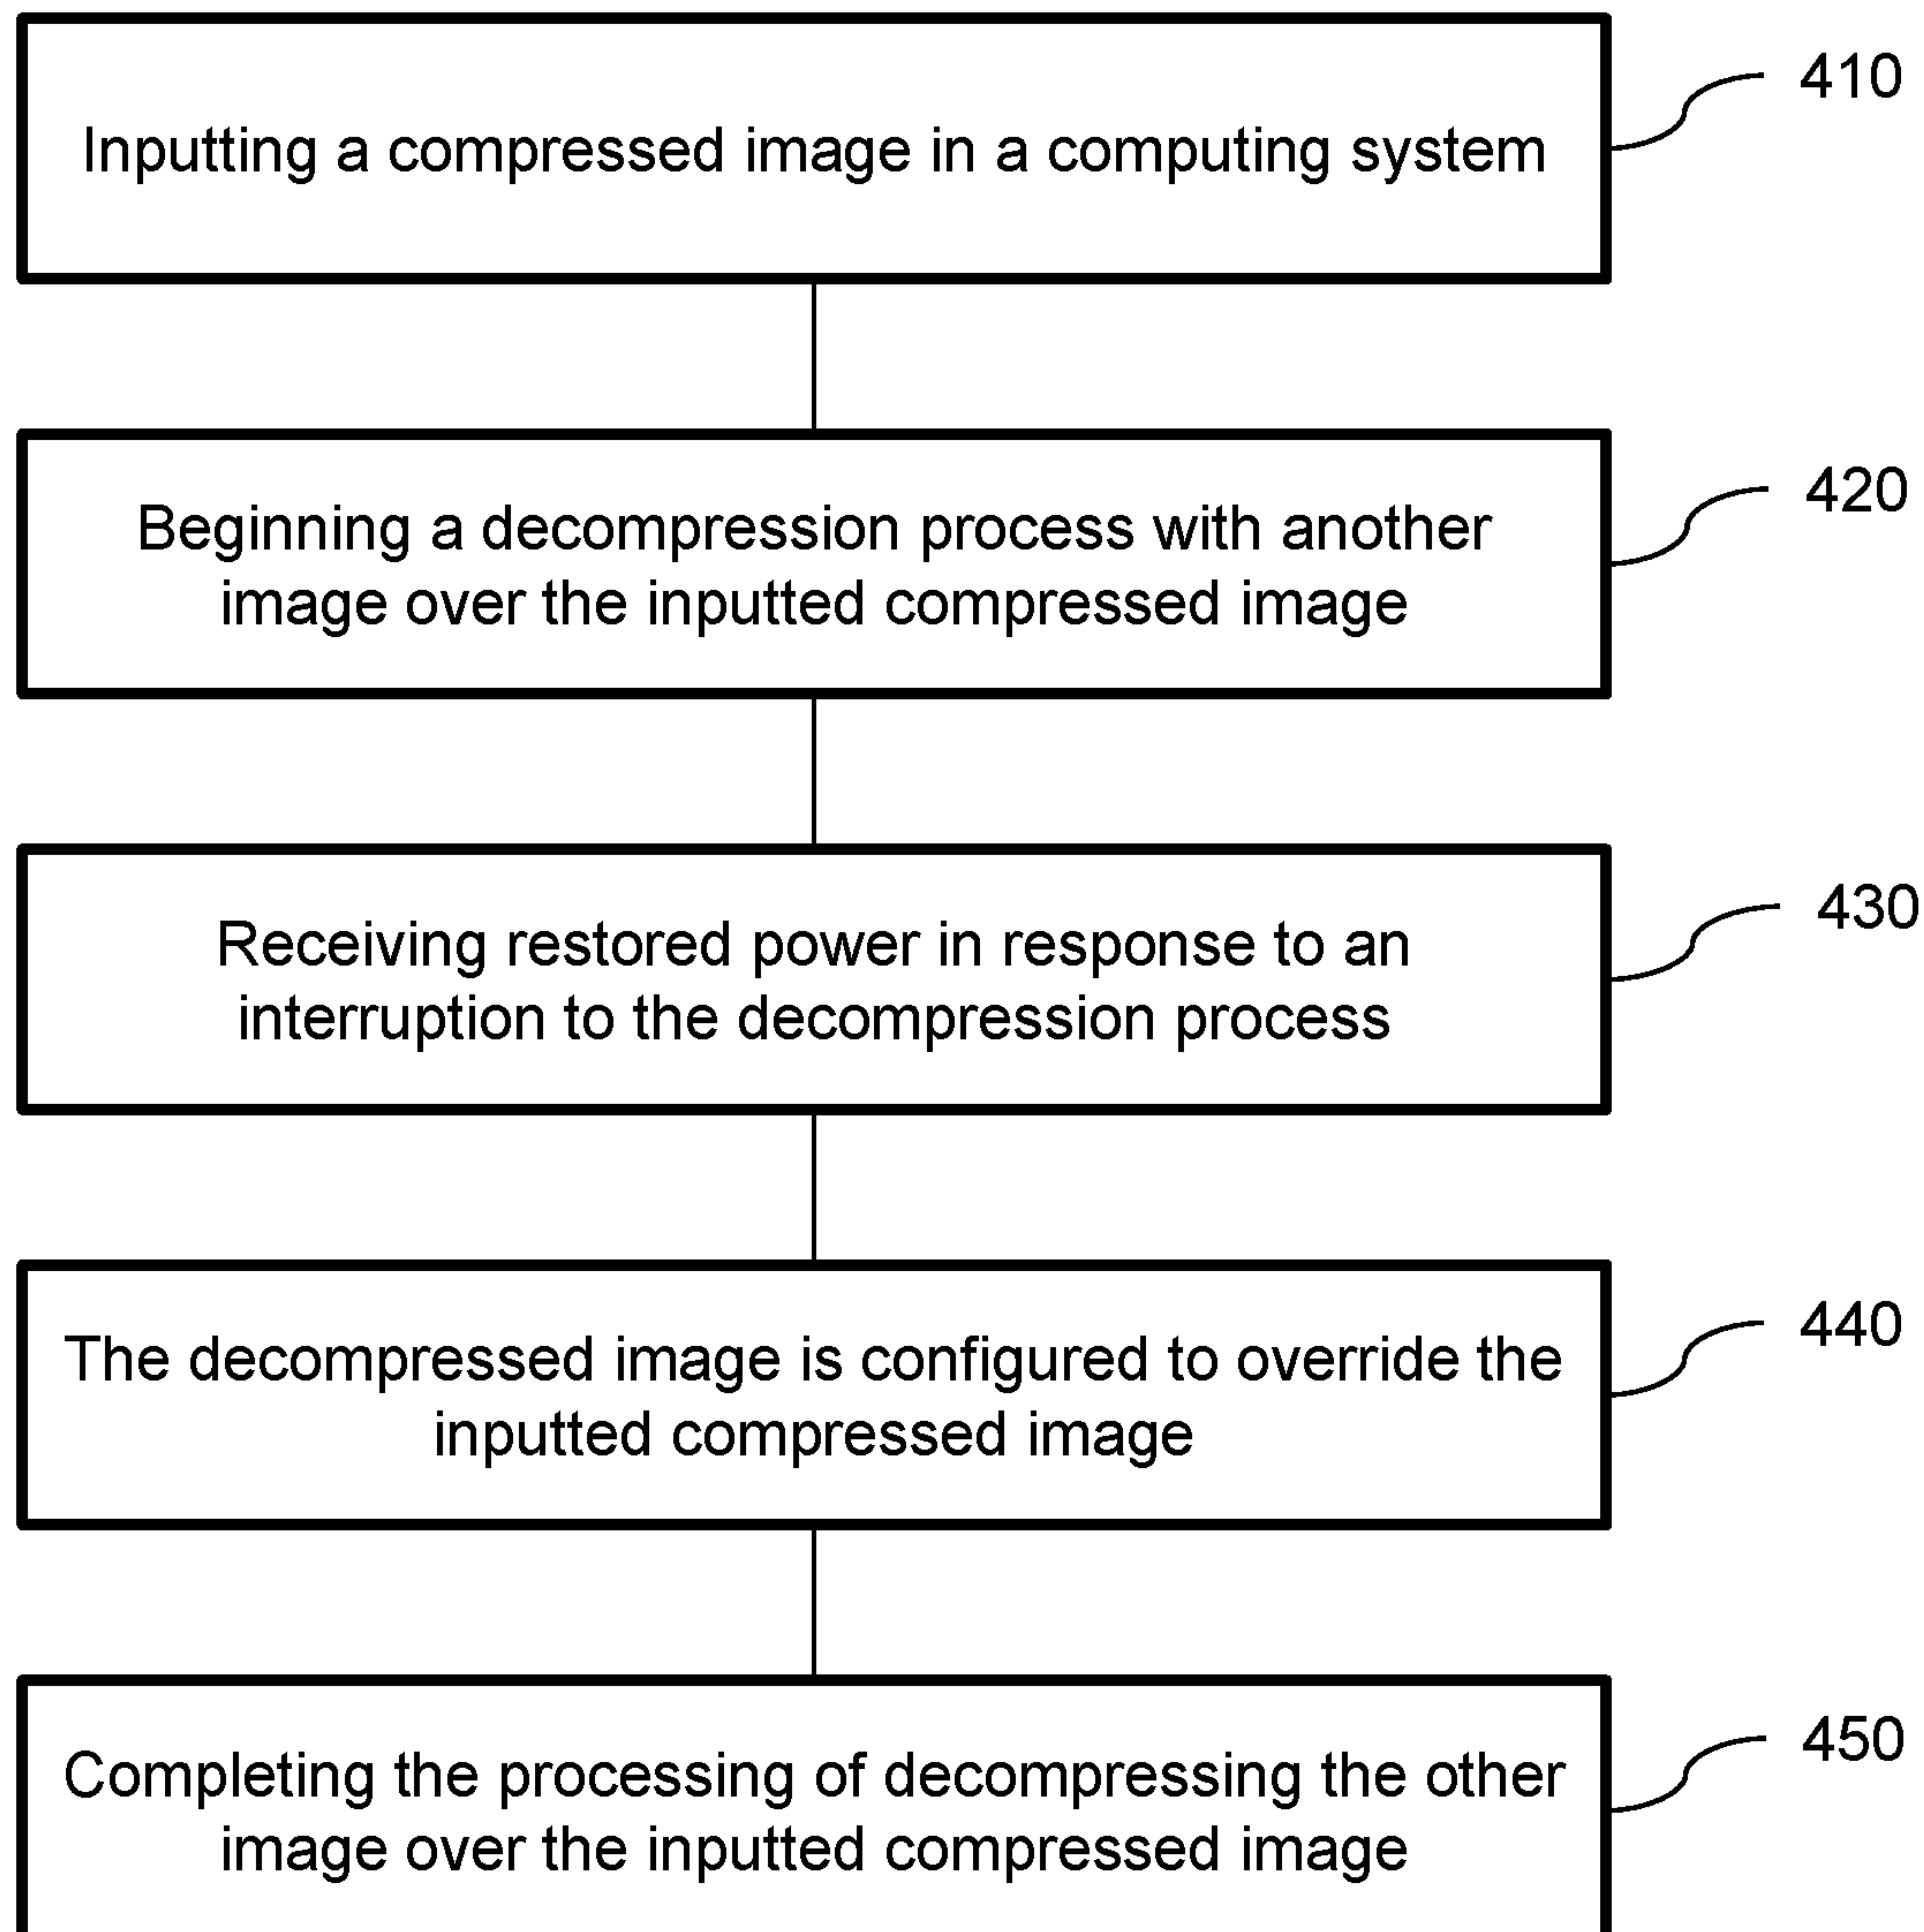 Inputting a compressed image in a computing system
410
Beginning a decompression process with another
image over the inputted compressed image
420
Receiving restored power in response to an
interruption to the decompression process
430
The decompressed image is configured to override the
inputted compressed image
440
Completing the processing of decompressing the other
image over the inputted compressed image
450